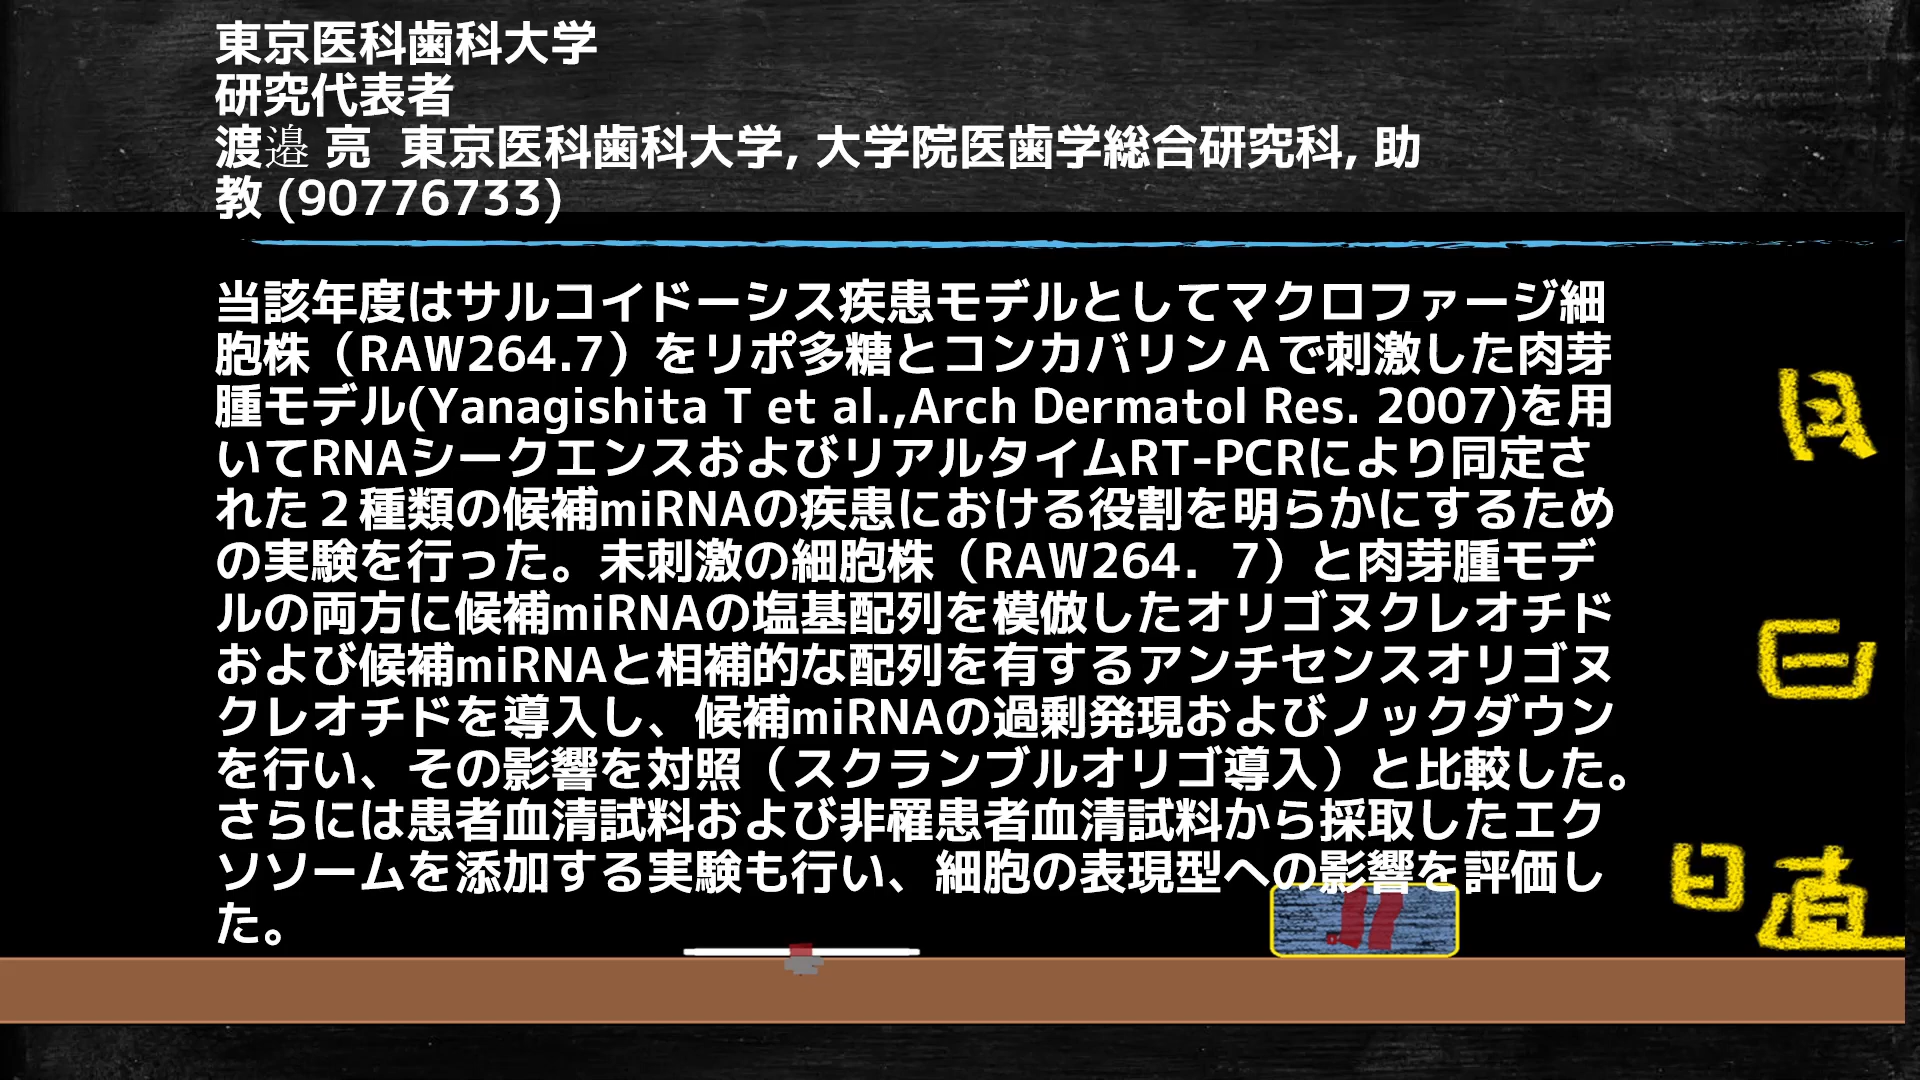 東京医科歯科大学
研究代表者
渡邉 亮 東京医科歯科大学, 大学院医歯学総合研究科, 助
教 (90776733)
当該年度はサルコイドーシス疾患モデルとしてマクロファージ細
胞株（RAW264.7）をリポ多糖とコンカバリンＡで刺激した肉芽
腫モデル(Yanagishita T et al.,Arch Dermatol Res. 2007)を用
いてRNAシークエンスおよびリアルタイムRT-PCRにより同定さ
れた２種類の候補miRNAの疾患における役割を明らかにするため
の実験を行った。未刺激の細胞株（RAW264．7）と肉芽腫モデ
ルの両方に候補miRNAの塩基配列を模倣したオリゴヌクレオチド
および候補miRNAと相補的な配列を有するアンチセンスオリゴヌ
クレオチドを導入し、候補miRNAの過剰発現およびノックダウン
を行い、その影響を対照（スクランブルオリゴ導入）と比較した。
さらには患者血清試料および非罹患者血清試料から採取したエク
ソソームを添加する実験も行い、細胞の表現型への影響を評価し
た。
月
日
日直